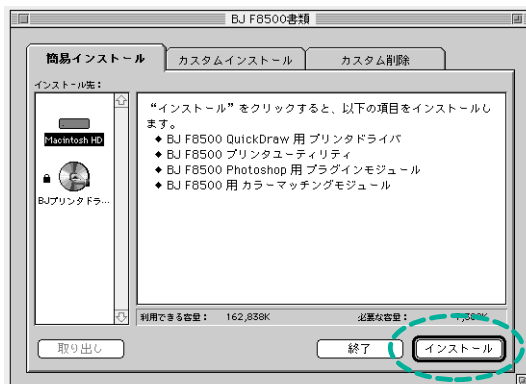 BJ F8500書類
簡易インストール
カスタムインストール
カスタム削除
インストール先：
Macintosh HD
BJプリンタドラ…
“インストール”をクリックすると、以下の項目をインストールし
ます。
◆ BJ F8500 QuickDraw 用 プリンタドライバ
◆ BJ F8500 プリンタユーティリティ
◆ BJ F8500 Photoshop 用 プラグインモジュール
◆ BJ F8500 用 カラーマッチングモジュール
利用できる容量： 162,838K
必要な容量：
取り出し
終了
インストール